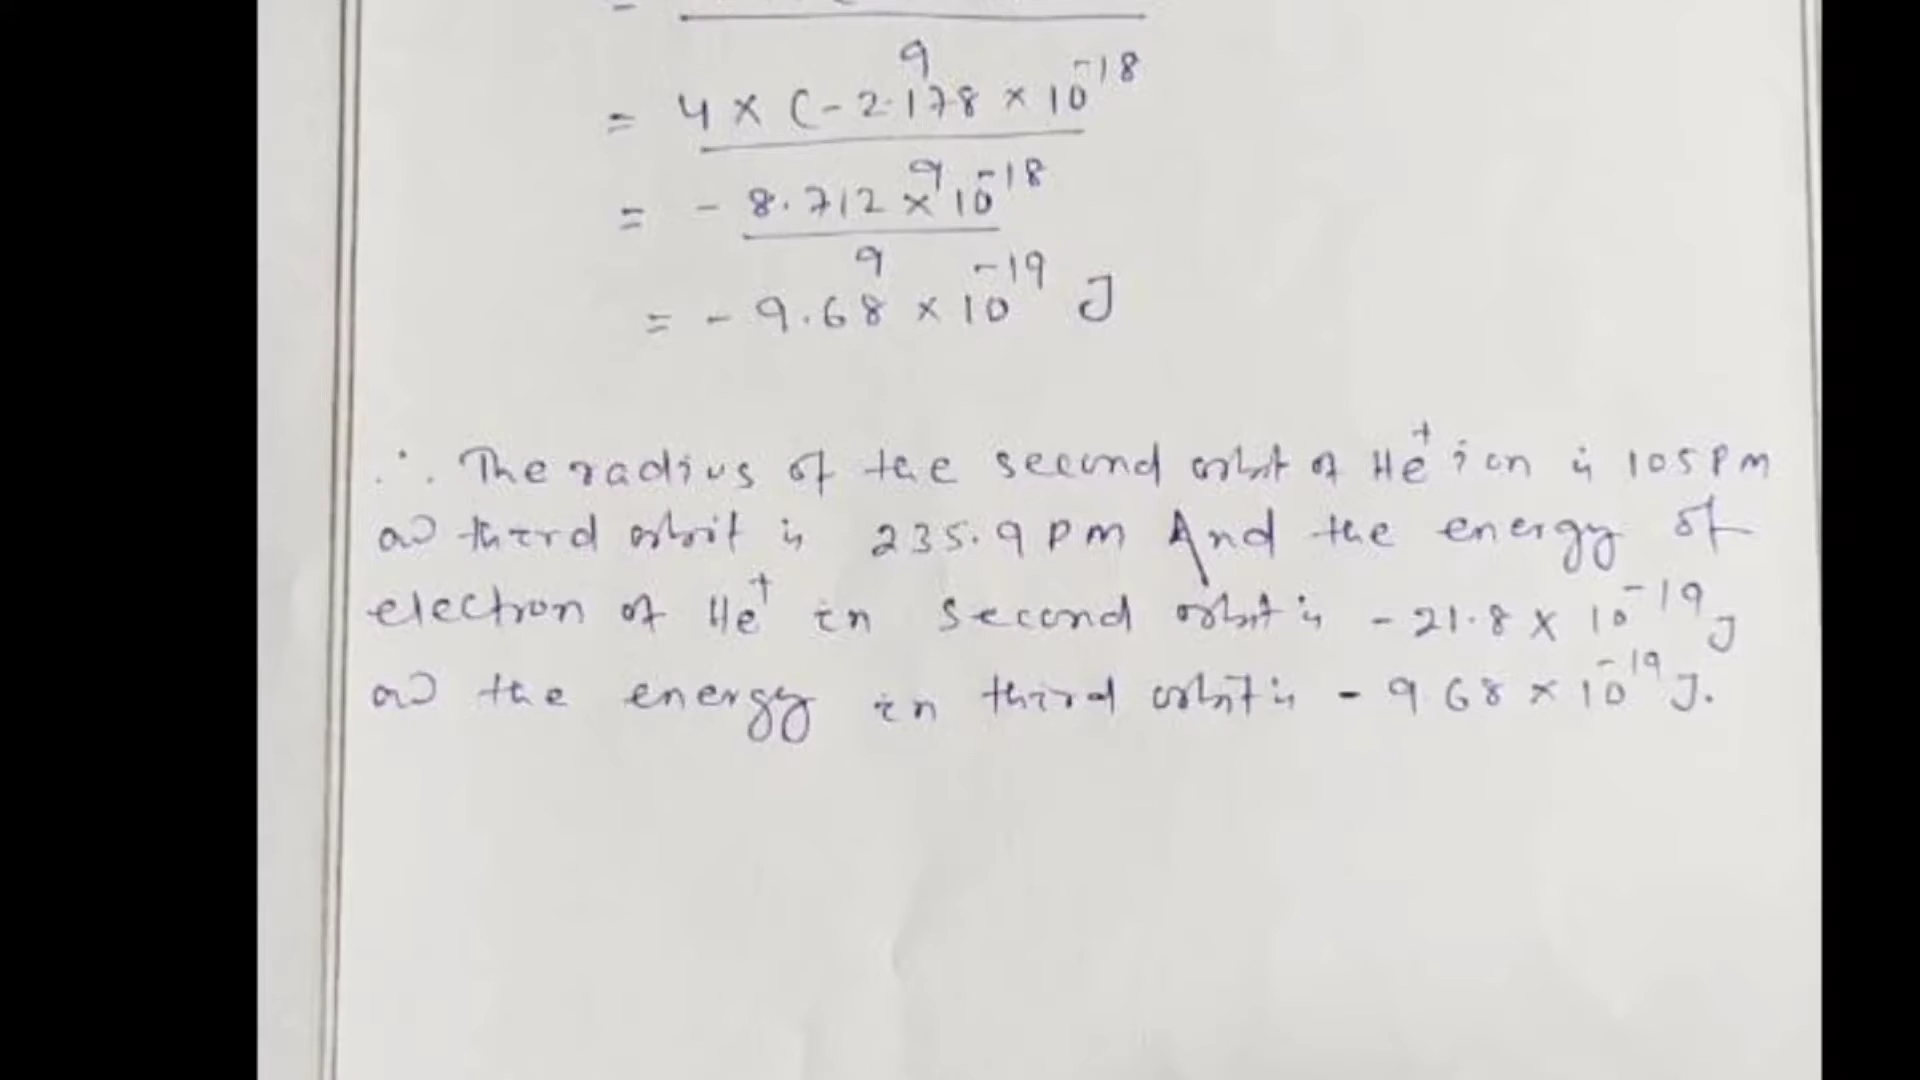 9
= 4 × (-2.178 × 10^-18
9
= - 8.712 × 10^-18
9
= - 9.68 × 10^-19 J
∴ The radius of the second orbit of He^+ ion is 105 pm
and third orbit is 235.9 pm And the energy of
electron of He^+ in second orbit is - 21.8 × 10^-19 J
and the energy in third orbit is - 9.68 × 10^-19 J.